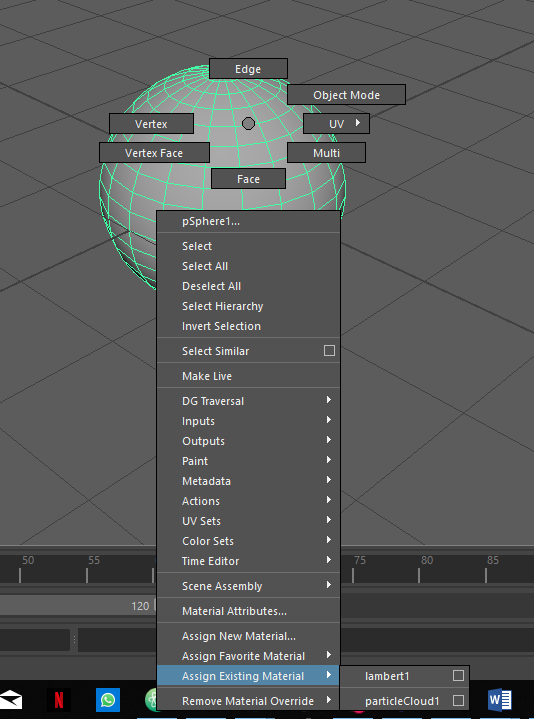 Edge
Object Mode
Vertex
UV
Vertex Face
Multi
Face
pSphere1...
Select
Select All
Deselect All
Select Hierarchy
Invert Selection
Select Similar
Make Live
DG Traversal
Inputs
Outputs
Paint
Metadata
Actions
UV Sets
Color Sets
50 55 75 80 85
Time Editor
Scene Assembly
120
Material Attributes...
Assign New Material...
Assign Favorite Material
Assign Existing Material
lambert1
Remove Material Override
particleCloud1
N
W